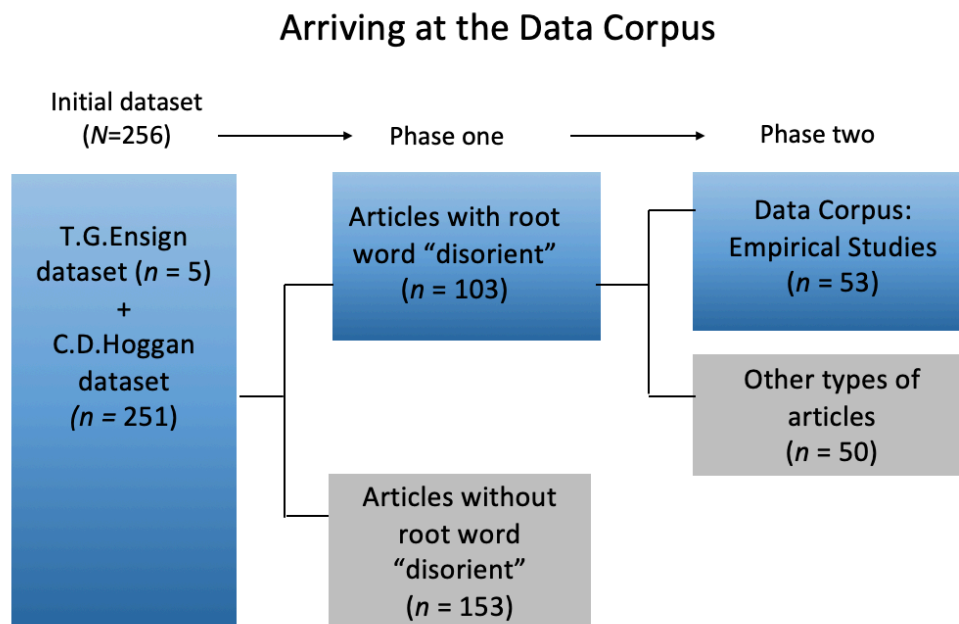 Arriving at the Data Corpus
Initial dataset
(N=256)
Phase one
Phase two
T.G.Ensign
dataset (n = 5)
+
C.D.Hoggan
dataset
(n = 251)
Articles with root
word “disorient”
(n = 103)
Articles without
root word
“disorient”
(n = 153)
Data Corpus:
Empirical Studies
(n = 53)
Other types of
articles
(n = 50)